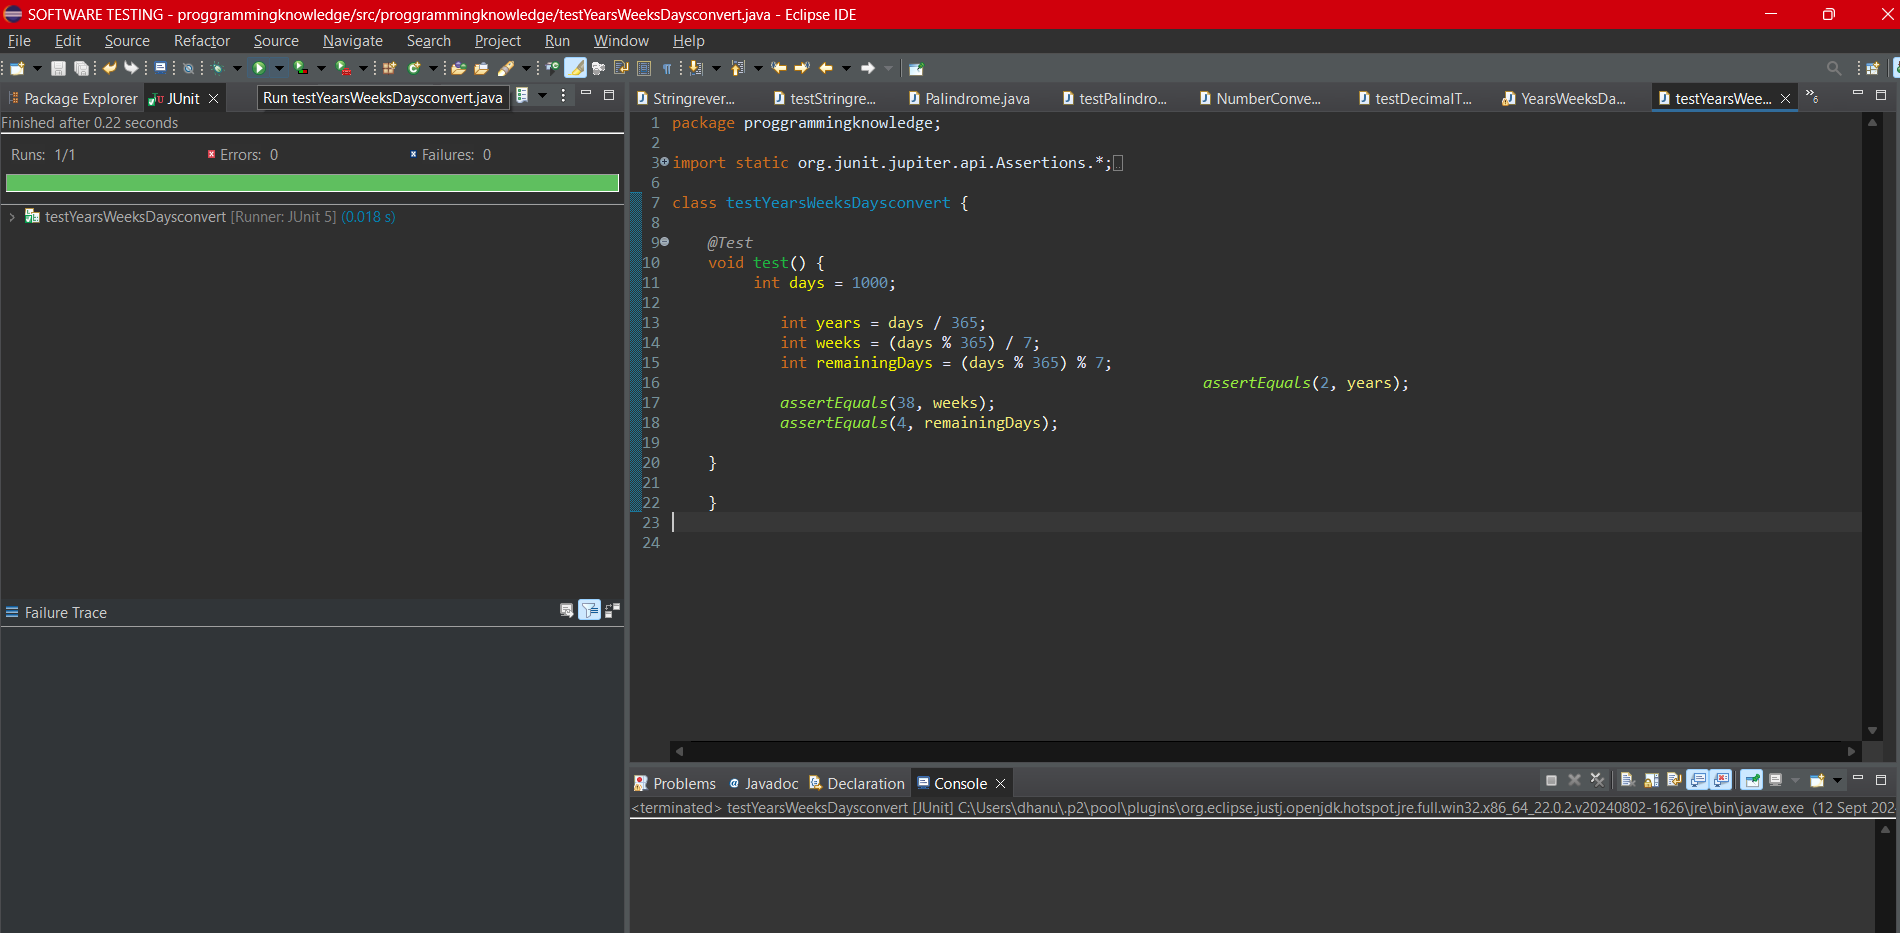 SOFTWARE TESTING - proggrammingknowledge/src/proggrammingknowledge/testYearsWeeksDaysconvert.java - Eclipse IDE
File Edit Source Refactor Source Navigate Search Project Run Window Help
Package Explorer JUnit
Run testYearsWeeksDaysconvert.java
Finished after 0.22 seconds
Runs: 1/1 Errors: 0 Failures: 0
testYearsWeeksDaysconvert [Runner: JUnit 5] (0.018 s)
Failure Trace
Stringrever... testStringre... Palindrome.java testPalindro... NumberConve... testDecimalT... YearsWeeksDa... testYearsWee... »6
1 package proggrammingknowledge;
2
3 import static org.junit.jupiter.api.Assertions.*;
6
7 class testYearsWeeksDaysconvert {
8
9 @Test
10 void test() {
11 int days = 1000;
12
13 int years = days / 365;
14 int weeks = (days % 365) / 7;
15 int remainingDays = (days % 365) % 7;
16 assertEquals(2, years);
17 assertEquals(38, weeks);
18 assertEquals(4, remainingDays);
19
20 }
21
22 }
23
24
Problems Javadoc Declaration Console
<terminated> testYearsWeeksDaysconvert [JUnit] C:\Users\dhanu\.p2\pool\plugins\org.eclipse.justj.openjdk.hotspot.jre.full.win32.x86_64_22.0.2.v20240802-1626\jre\bin\javaw.exe (12 Sept 202